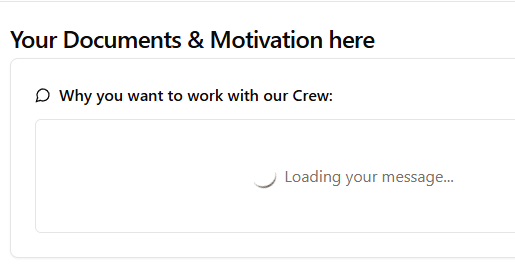 Your Documents & Motivation here
Why you want to work with our Crew:
Loading your message...